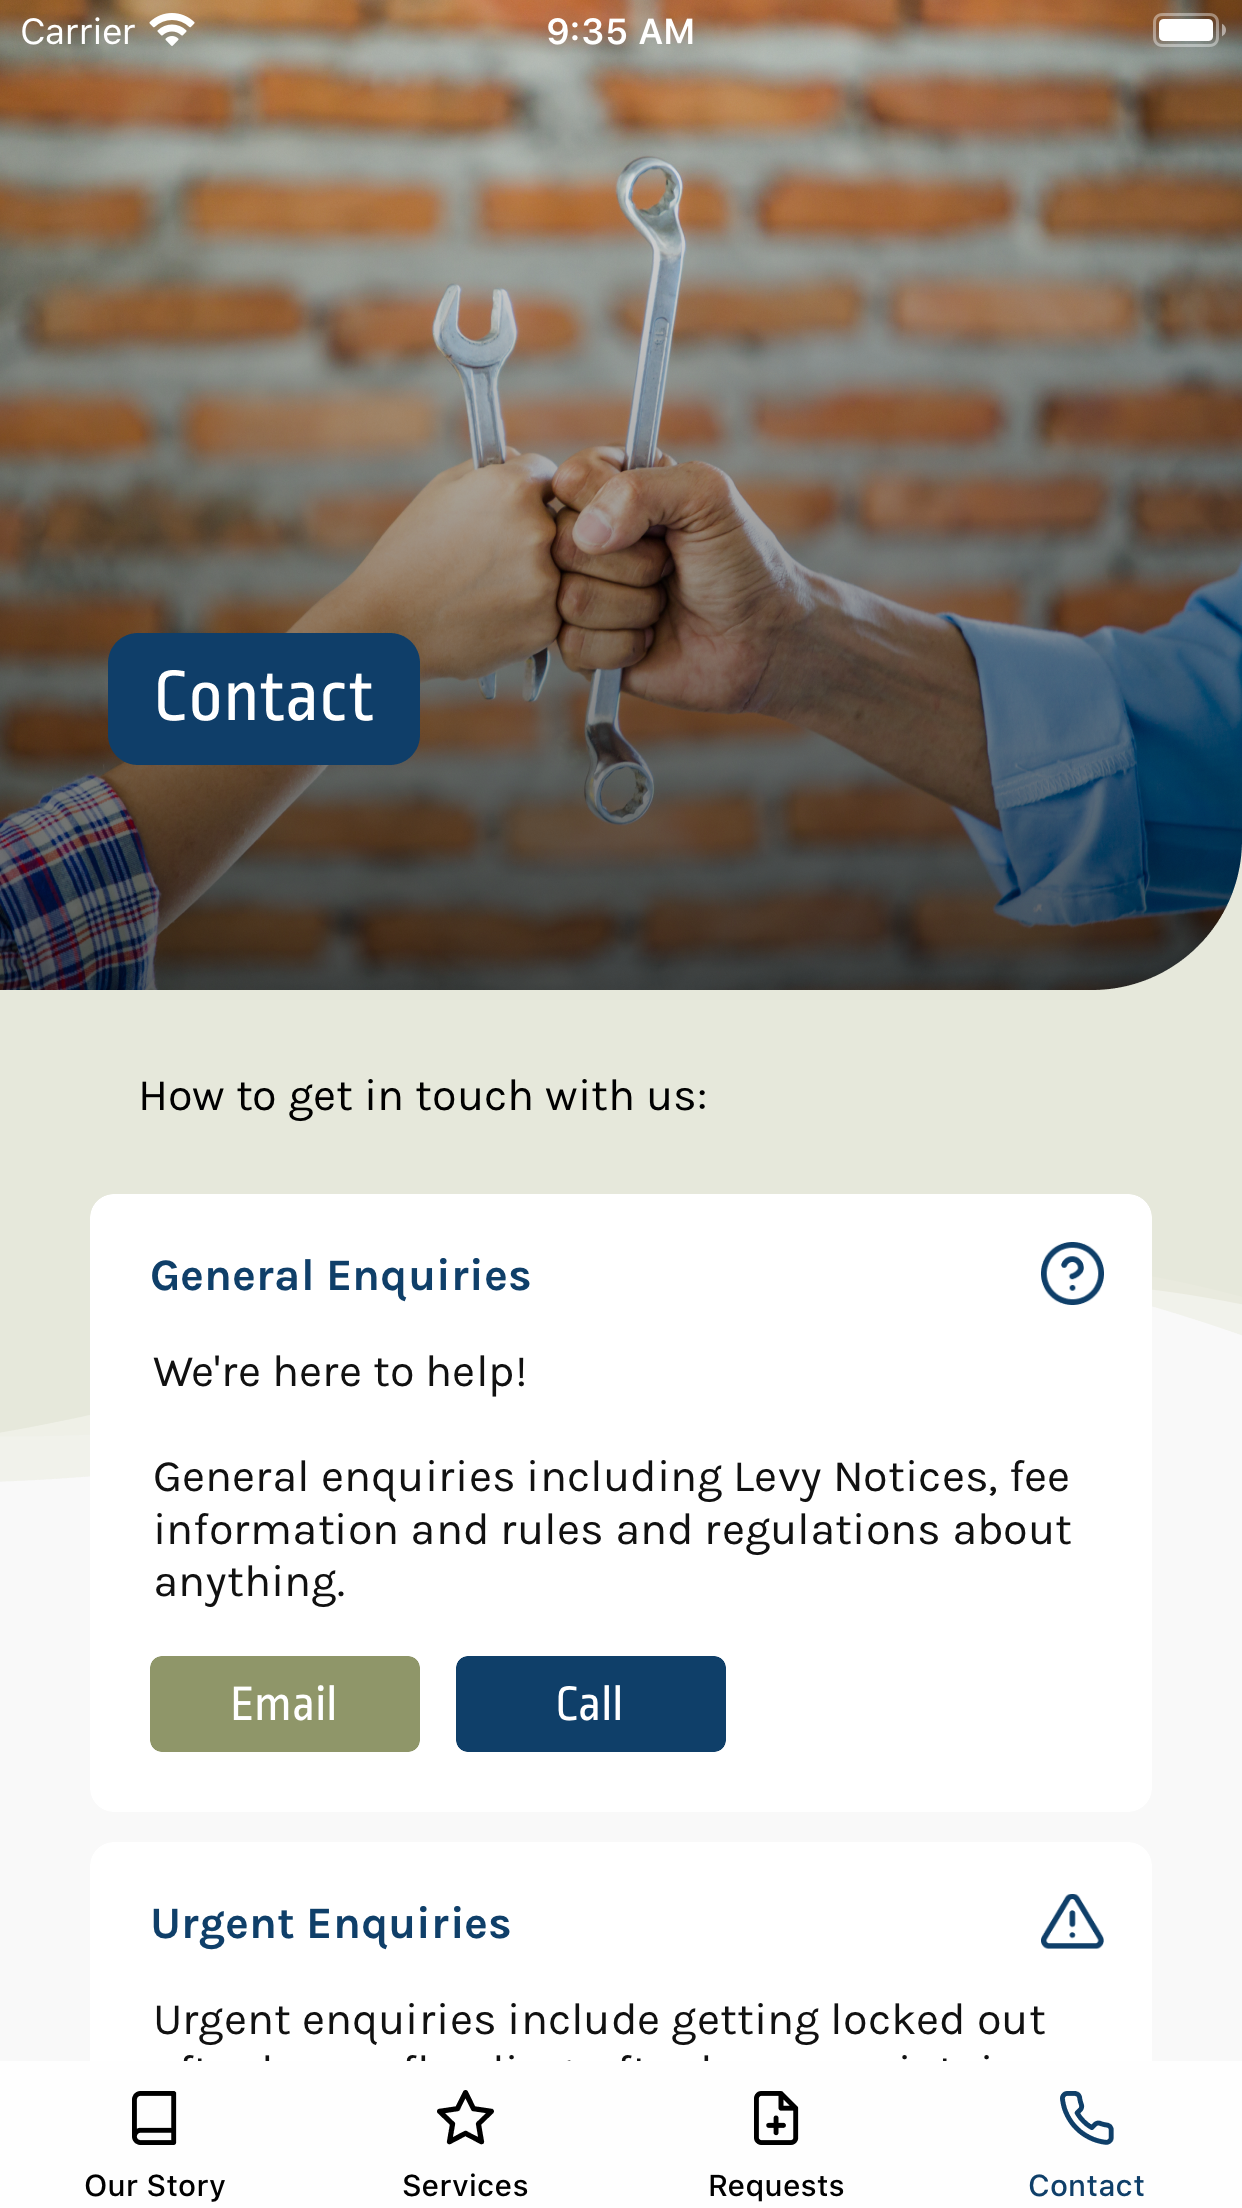 Carrier
9:35 AM
Contact
How to get in touch with us:
General Enquiries
We're here to help!
General enquiries including Levy Notices, fee
information and rules and regulations about
anything.
Email
Call
Urgent Enquiries
Urgent enquiries include getting locked out
Our Story
Services
Requests
Contact